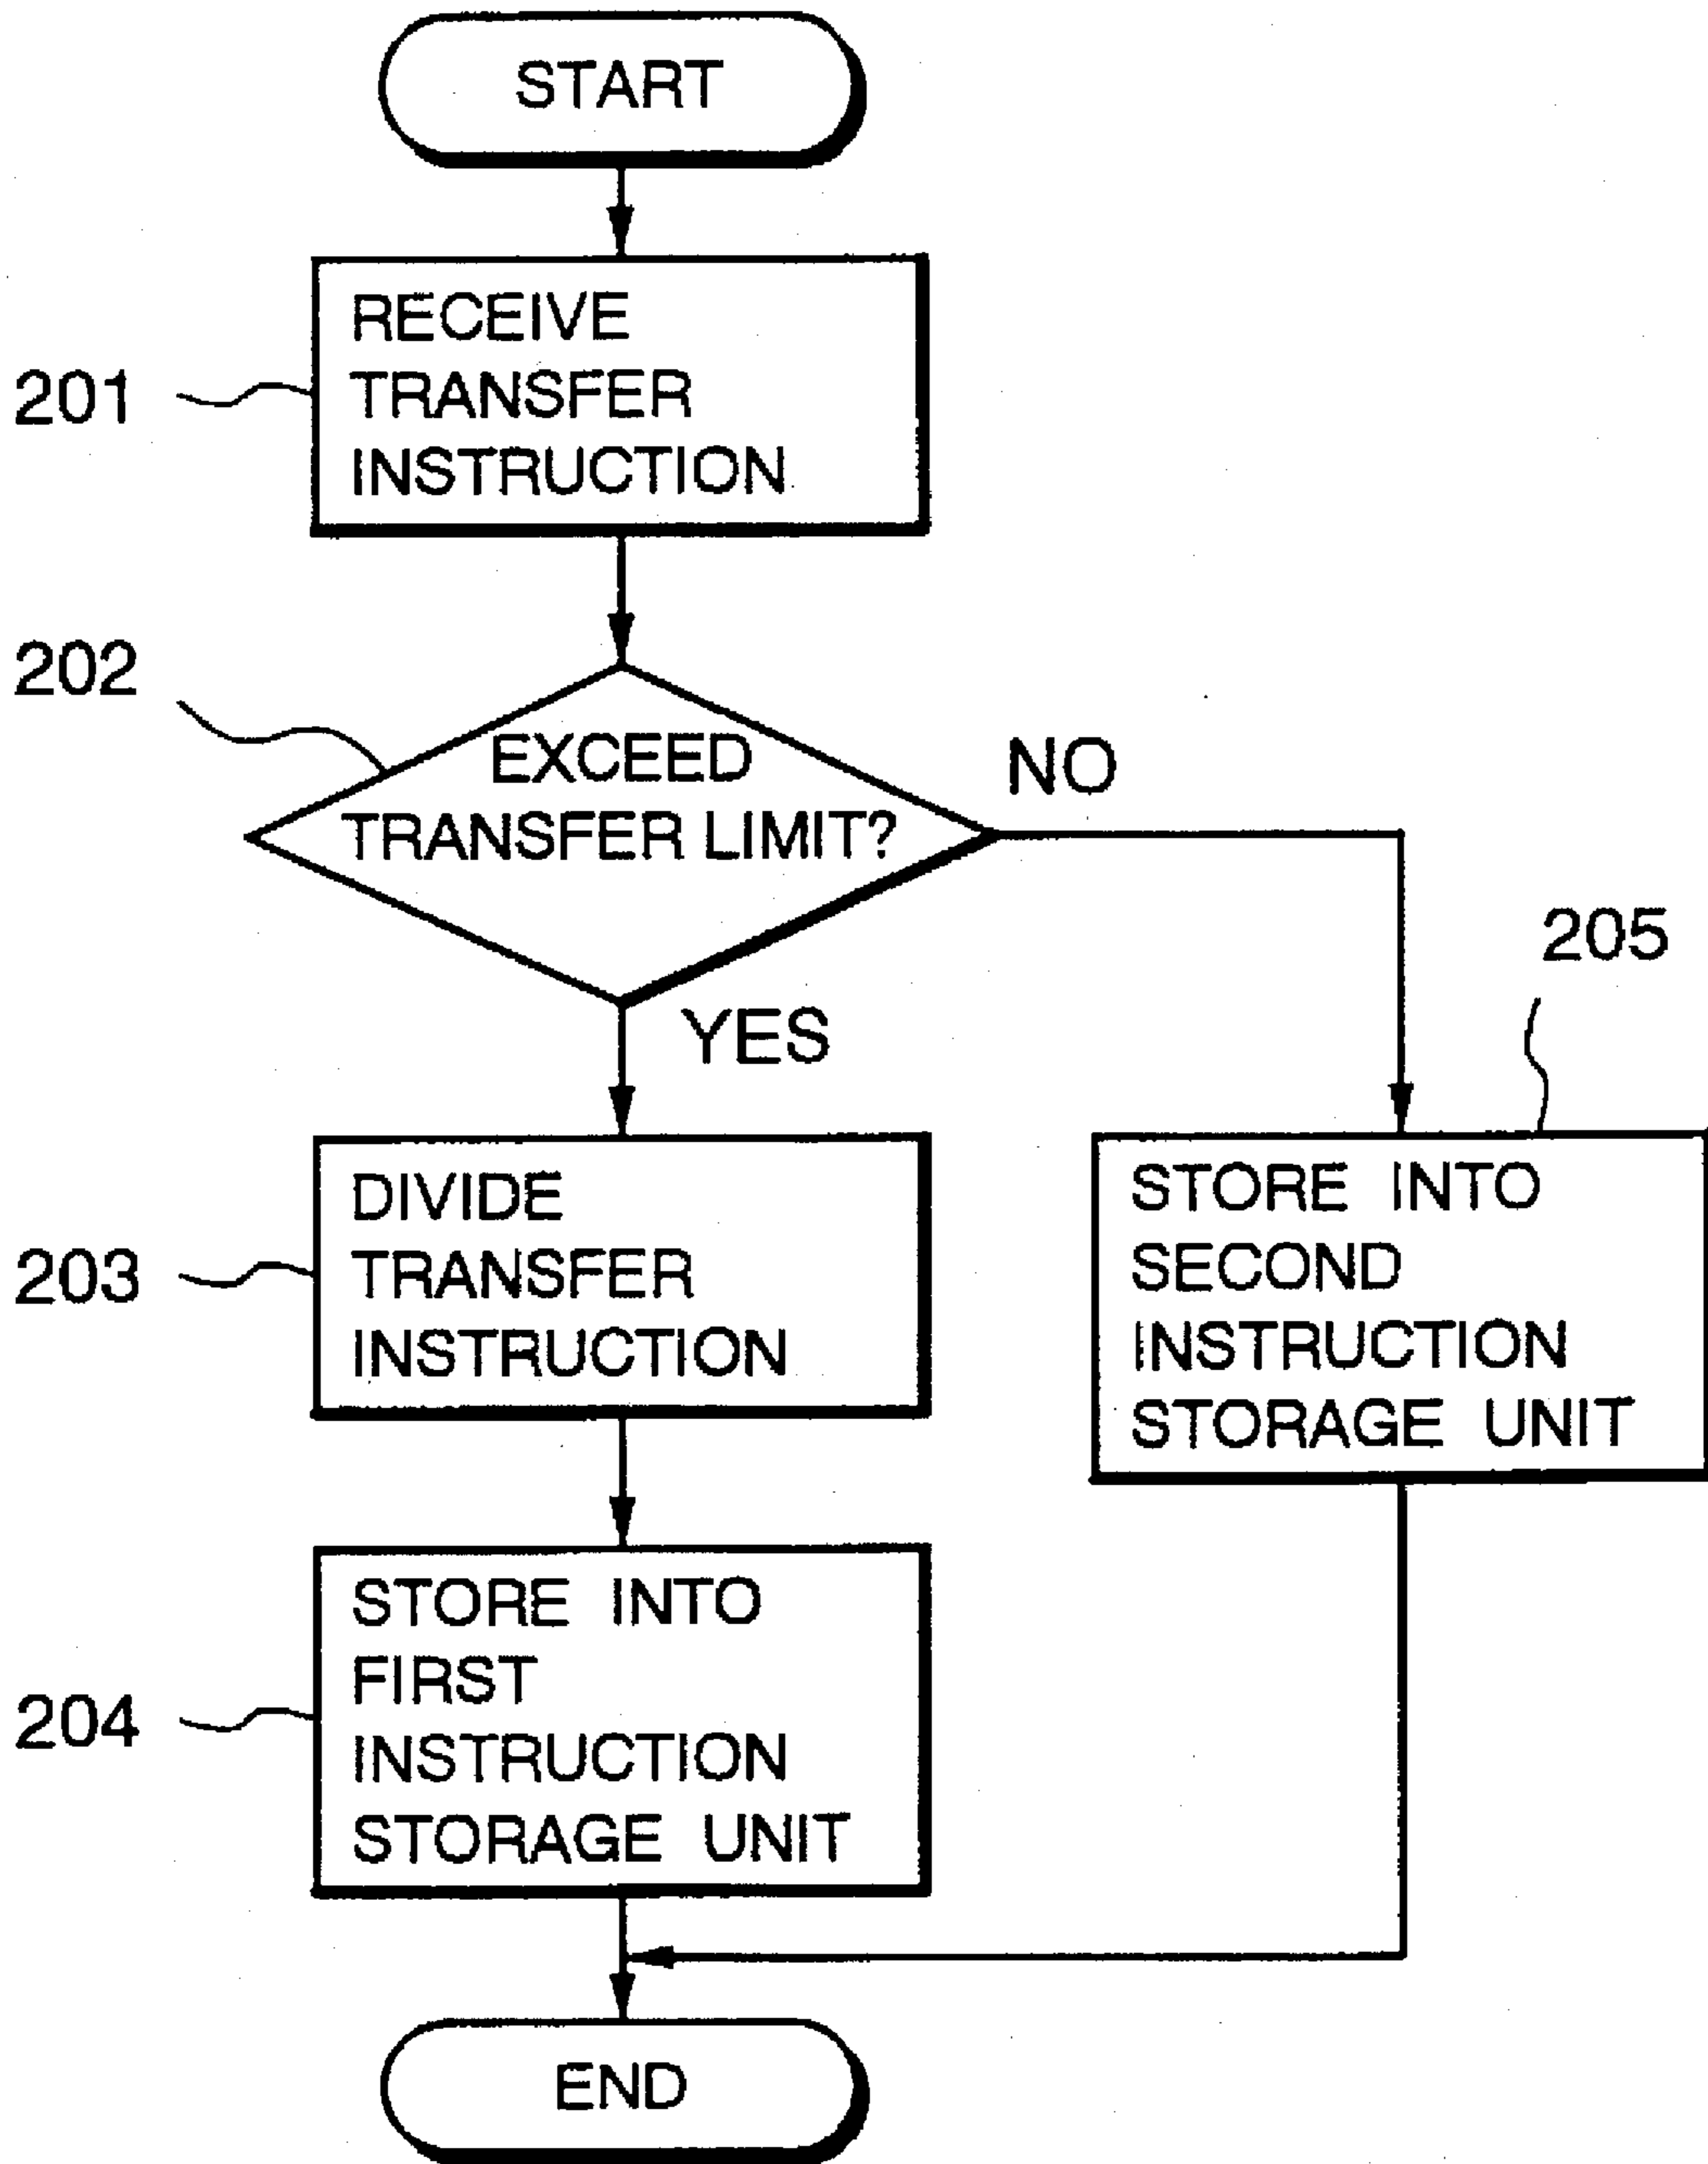 START
201
RECEIVE
TRANSFER
INSTRUCTION
202
EXCEED
TRANSFER LIMIT?
NO
YES
203
DIVIDE
TRANSFER
INSTRUCTION
205
STORE INTO
SECOND
INSTRUCTION
STORAGE UNIT
204
STORE INTO
FIRST
INSTRUCTION
STORAGE UNIT
END